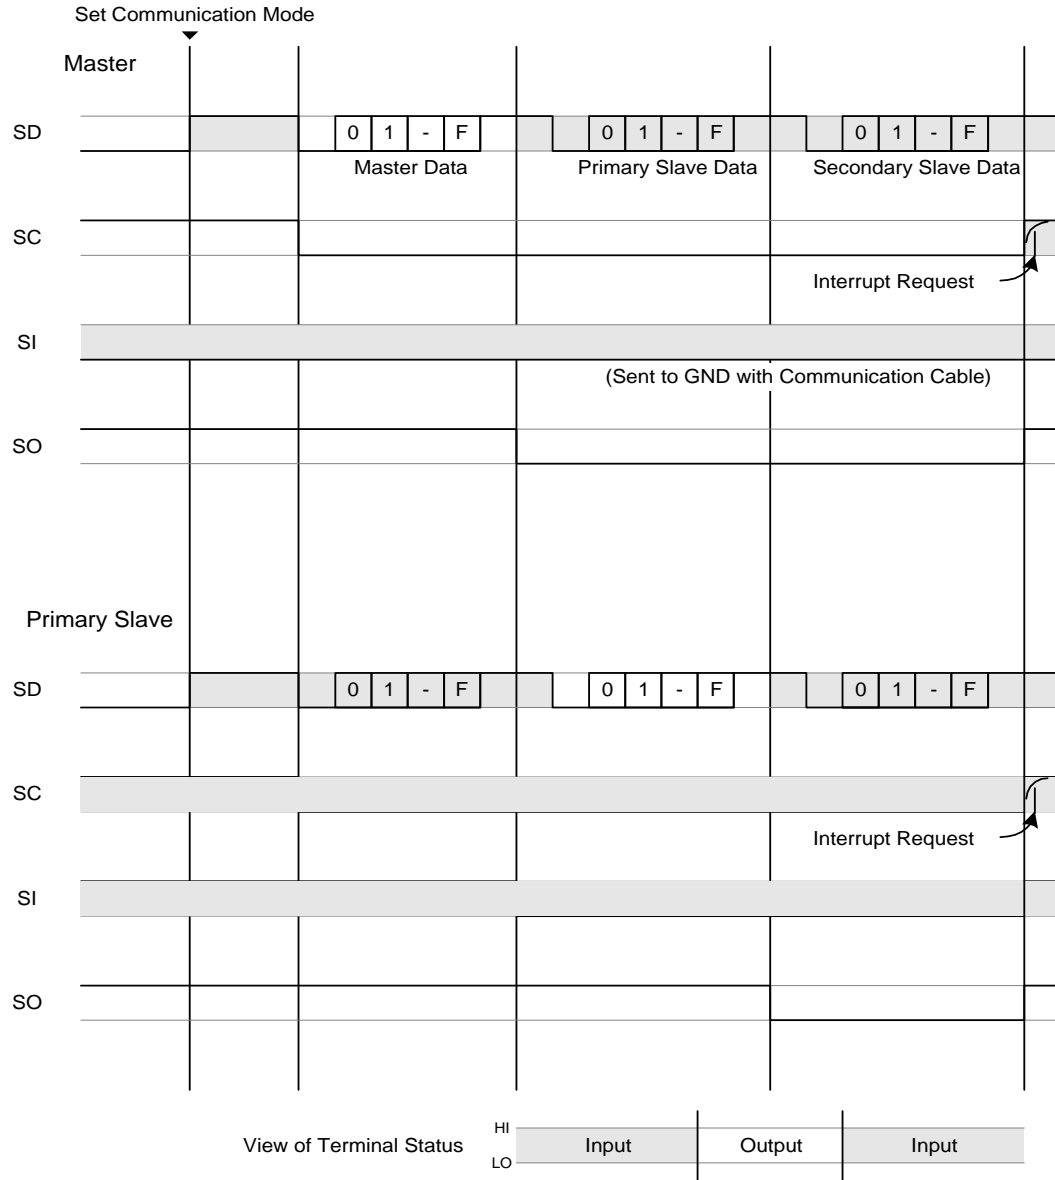 Set Communication Mode
Master
SD 0 1 - F 0 1 - F 0 1 - F
Master Data Primary Slave Data Secondary Slave Data
SC
Interrupt Request
SI
(Sent to GND with Communication Cable)
SO
Primary Slave
SD 0 1 - F 0 1 - F 0 1 - F
SC
Interrupt Request
SI
SO
View of Terminal Status HI LO Input Output Input